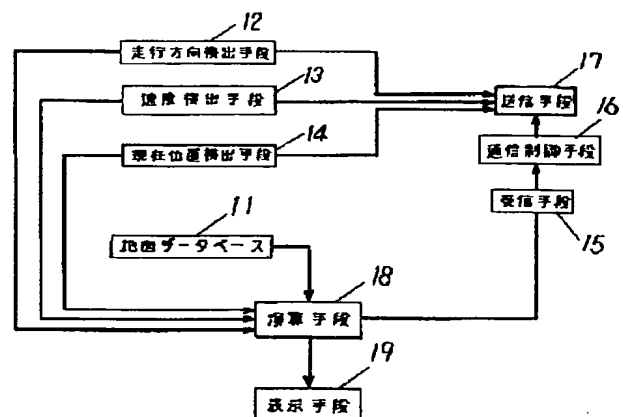 12
走行方向検出手段
13
速度検出手段
17
送信手段
16
14
現在位置検出手段
通信制御手段
受信手段
15
11
地図データベース
18
演算手段
19
表示手段